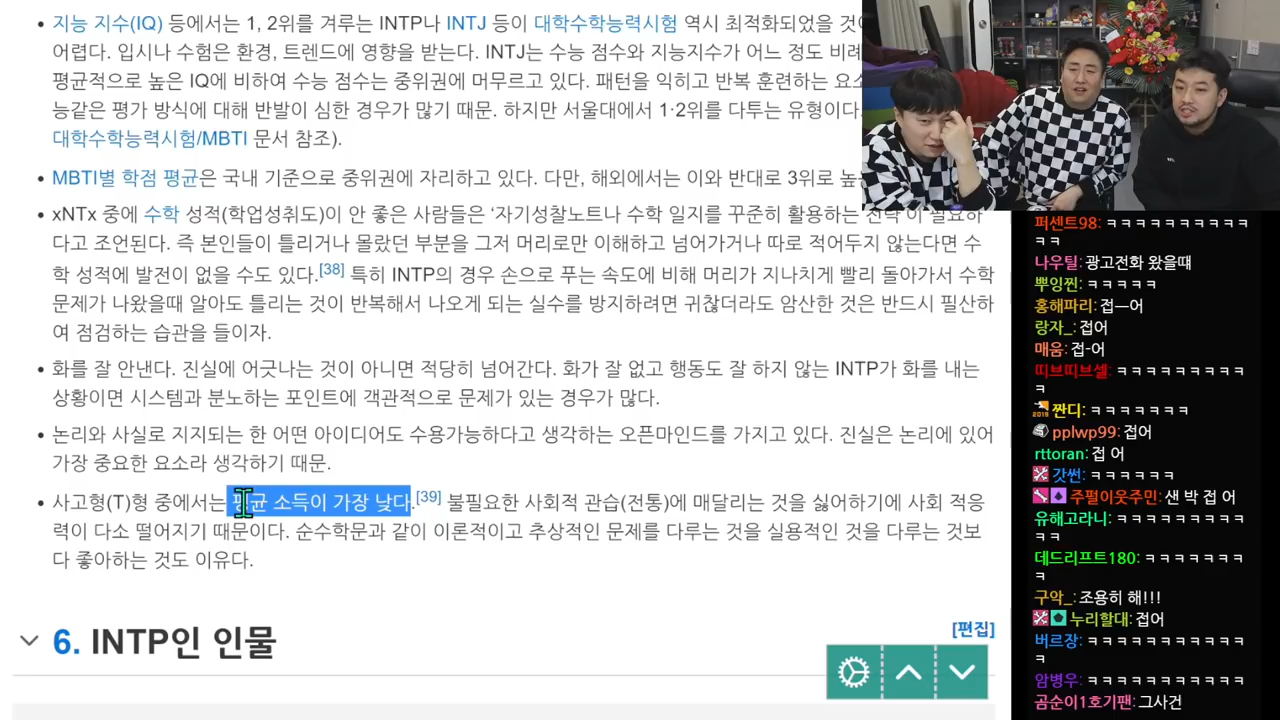 지능 지수(IQ) 등에서는 1, 2위를 겨루는 INTP나 INTJ 등이 대학수학능력시험 역시 최적화되었을 것
어렵다. 입시나 수험은 환경, 트렌드에 영향을 받는다. INTJ는 수능 점수와 지능지수가 어느 정도 비례
평균적으로 높은 IQ에 비하여 수능 점수는 중위권에 머무르고 있다. 패턴을 익히고 반복 훈련하는 요소
능같은 평가 방식에 대해 반발이 심한 경우가 많기 때문. 하지만 서울대에서 1·2위를 다투는 유형이다.
대학수학능력시험/MBTI 문서 참조).
MBTI별 학점 평균은 국내 기준으로 중위권에 자리하고 있다. 다만, 해외에서는 이와 반대로 3위로 높
xNTx 중에 수학 성적(학업성취도)이 안 좋은 사람들은 ‘자기성찰노트나 수학 일지를 꾸준히 활용하는 전략’이 필요하
다고 조언된다. 즉 본인들이 틀리거나 몰랐던 부분을 그저 머리로만 이해하고 넘어가거나 따로 적어두지 않는다면 수
학 성적에 발전이 없을 수도 있다.[38] 특히 INTP의 경우 손으로 푸는 속도에 비해 머리가 지나치게 빨리 돌아가서 수학
문제가 나왔을때 알아도 틀리는 것이 반복해서 나오게 되는 실수를 방지하려면 귀찮더라도 암산한 것은 반드시 필산하
여 점검하는 습관을 들이자.
화를 잘 안낸다. 진실에 어긋나는 것이 아니면 적당히 넘어간다. 화가 잘 없고 행동도 잘 하지 않는 INTP가 화를 내는
상황이면 시스템과 분노하는 포인트에 객관적으로 문제가 있는 경우가 많다.
논리와 사실로 지지되는 한 어떤 아이디어도 수용가능하다고 생각하는 오픈마인드를 가지고 있다. 진실은 논리에 있어
가장 중요한 요소라 생각하기 때문.
사고형(T)형 중에서는 평균 소득이 가장 낮다.[39] 불필요한 사회적 관습(전통)에 매달리는 것을 싫어하기에 사회 적응
력이 다소 떨어지기 때문이다. 순수학문과 같이 이론적이고 추상적인 문제를 다루는 것을 실용적인 것을 다루는 것보
다 좋아하는 것도 이유다.
6. INTP인 인물
[편집]
퍼센트98: ㅋㅋㅋㅋㅋㅋㅋㅋㅋㅋ
ㅋㅋ
나우틸: 광고전화 왔을떄
뿌잉찐: ㅋㅋㅋㅋㅋ
홍해파리: 접ㅡ어
랑자_: 접어
매움: 접-어
띠브띠브셀: ㅋㅋㅋㅋㅋㅋㅋㅋㅋ
ㅋ
2019 짠디: ㅋㅋㅋㅋㅋㅋㅋ
pplwp99: 접어
rttoran: 접 어
갓썬: ㅋㅋㅋㅋㅋㅋ
주펄이웃주민: 샌 박 접 어
유해고라니: ㅋㅋㅋㅋㅋㅋㅋㅋㅋ
ㅋㅋ
데드리프트180: ㅋㅋㅋㅋㅋㅋㅋ
ㅋ
구악_: 조용히 해!!!
누리할대: 접어
버르장: ㅋㅋㅋㅋㅋㅋㅋㅋㅋㅋㅋ
ㅋ
암병우: ㅋㅋㅋㅋㅋㅋㅋㅋㅋㅋㅋ
곰순이1호기팬: 그사건